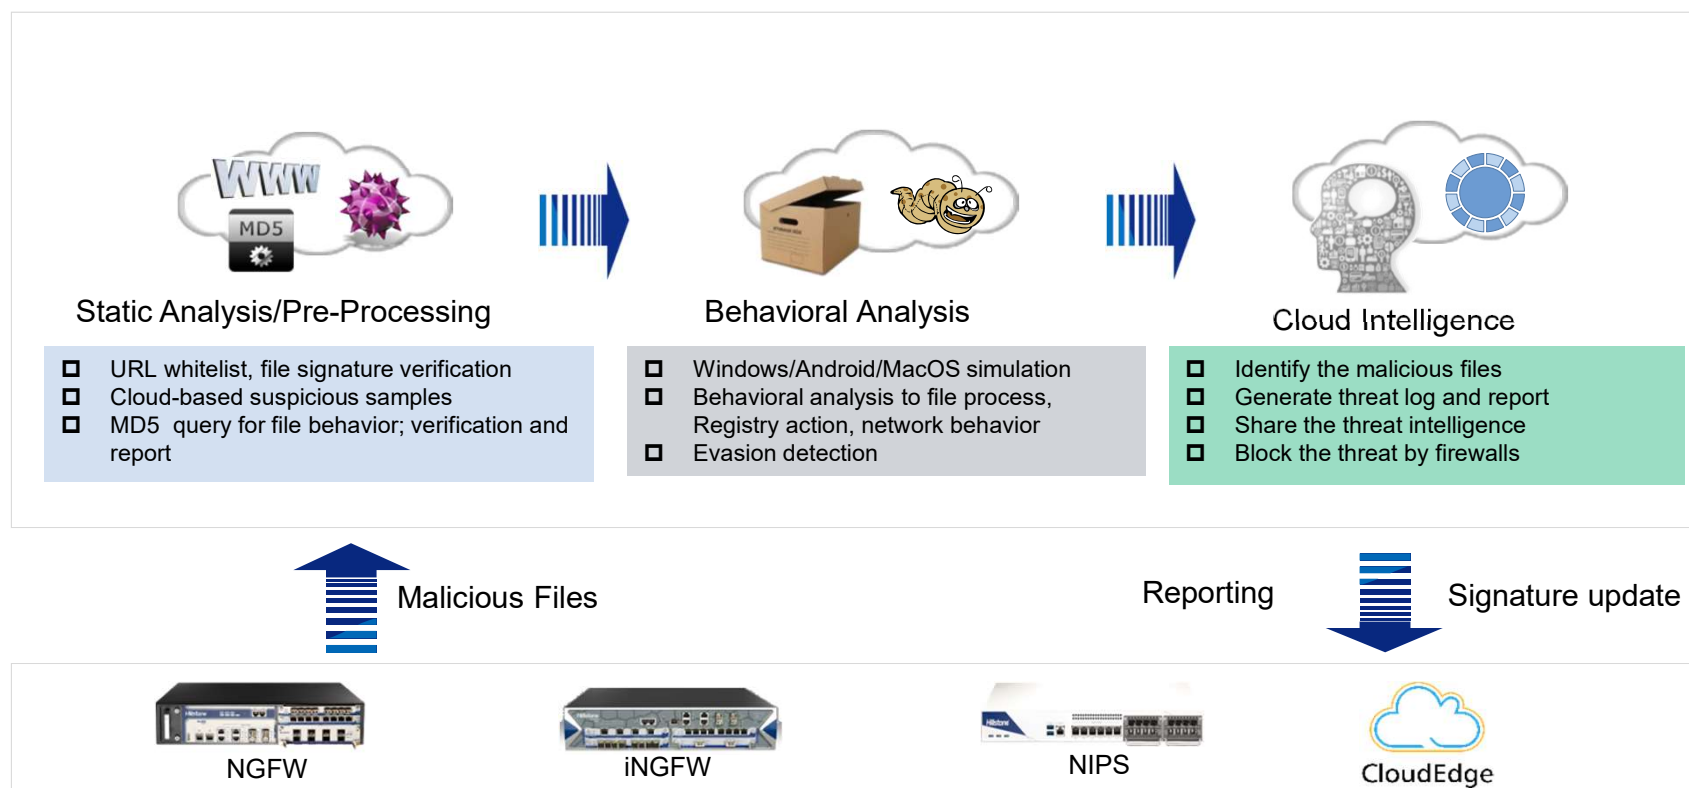 WWW
MD5
Static Analysis/Pre-Processing
URL whitelist, file signature verification
Cloud-based suspicious samples
MD5 query for file behavior; verification and
report
Behavioral Analysis
Windows/Android/MacOS simulation
Behavioral analysis to file process,
Registry action, network behavior
Evasion detection
Cloud Intelligence
Identify the malicious files
Generate threat log and report
Share the threat intelligence
Block the threat by firewalls
Malicious Files
Reporting
Signature update
Hillstone
NGFW
iNGFW
Hillstone
NIPS
CloudEdge